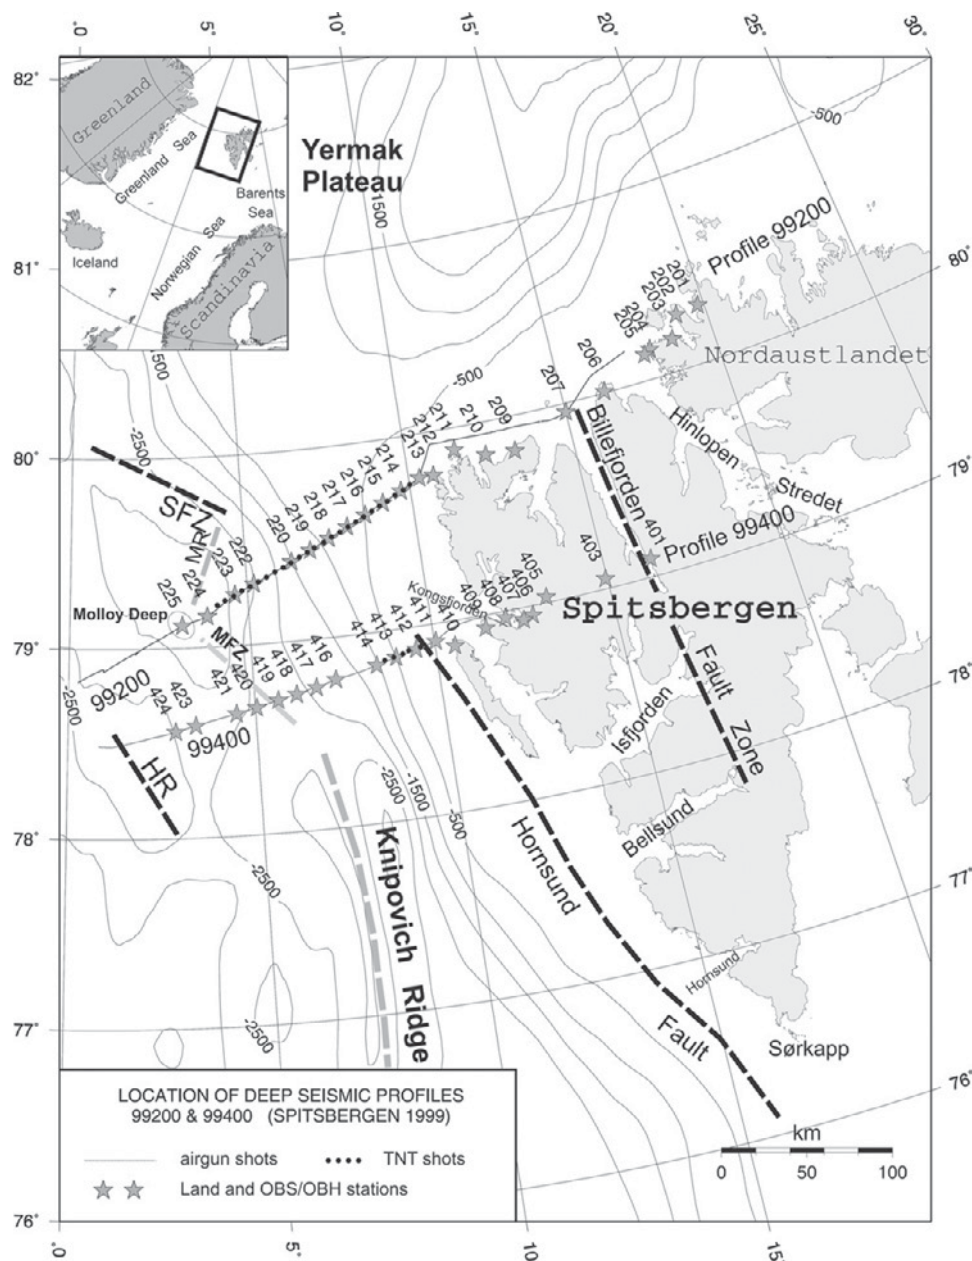 0°
5°
10°
15°
20°
25°
30°
82°
Greenland
Greenland Sea
Barents
Sea
Norwegian Sea
Iceland
Scandinavia
Yermak
Plateau
-500
1500
81°
80°
Profile 99200
201
202
203
204
205
Nordaustlandet
206
207
Hinlopen
Stredet
-500
-500
209
210
211
212
213
214
215
216
217
218
219
220
222
223
224
225
80°
79°
-2500
SFZ
MR
Molloy Deep
MFZ
Billefjorden
Fault
Zone
401
Profile 99400
403
405
406
407
408
409
Kongsfjorden
410
411
412
413
414
416
417
418
419
420
421
423
424
Spitsbergen
79°
78°
-2500
99200
99400
HR
Isfjorden
Bellsund
-2500
-1500
-500
Hornsund
Fault
Knipovich Ridge
78°
77°
-2500
-2500
Hornsund
Sørkapp
77°
76°
LOCATION OF DEEP SEISMIC PROFILES
99200 & 99400 (SPITSBERGEN 1999)
airgun shots
TNT shots
Land and OBS/OBH stations
km
0 50 100
76°
0°
5°
10
15°